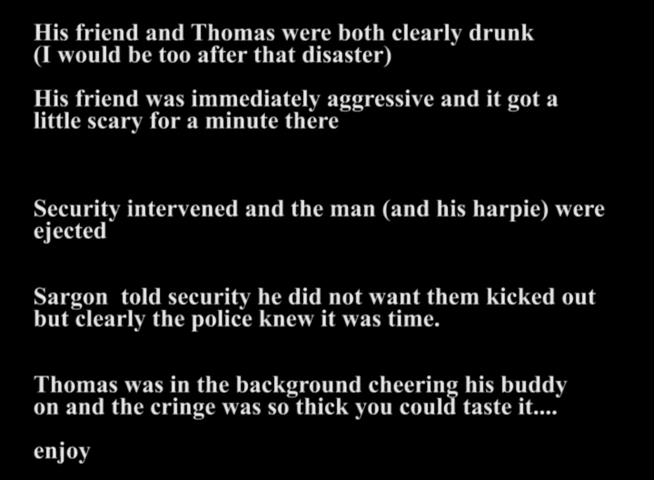 His friend and Thomas were both clearly drunk
(I would be too after that disaster)
His friend was immediately aggressive and it got a
little scary for a minute there
Security intervened and the man (and his harpie) were
ejected
Sargon  told security he did not want them kicked out
but clearly the police knew it was time.
Thomas was in the background cheering his buddy
on and the cringe was so thick you could taste it....
enjoy